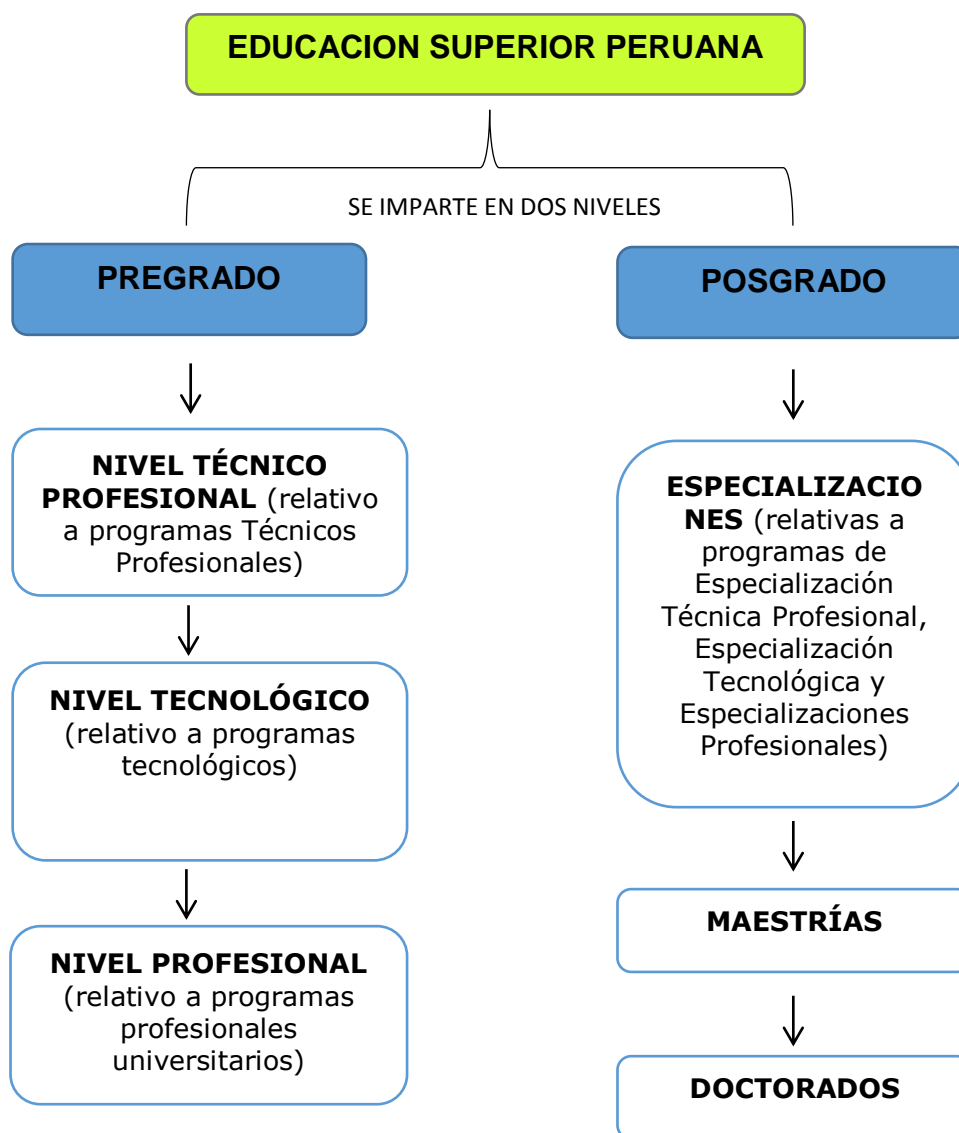 EDUCACION SUPERIOR PERUANA
SE IMPARTE EN DOS NIVELES
PREGRADO
NIVEL TÉCNICO
PROFESIONAL (relativo
a programas Técnicos
Profesionales)
NIVEL TECNOLÓGICO
(relativo a programas
tecnológicos)
NIVEL PROFESIONAL
(relativo a programas
profesionales
universitarios)
POSGRADO
ESPECIALIZACIO
NES (relativas a
programas de
Especialización
Técnica Profesional,
Especialización
Tecnológica y
Especializaciones
Profesionales)
MAESTRÍAS
DOCTORADOS